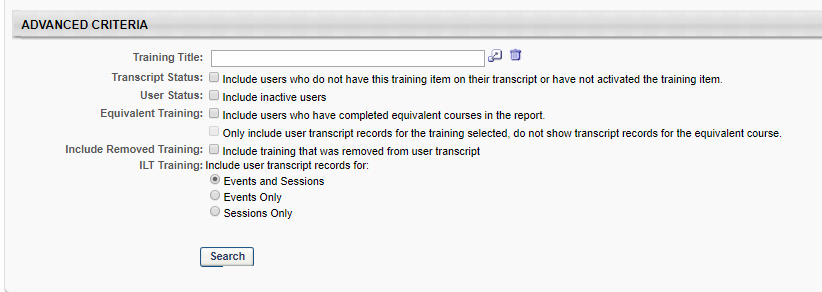 ADVANCED CRITERIA
Training Title:
Transcript Status: Include users who do not have this training item on their transcript or have not activated the training item.
User Status: Include inactive users
Equivalent Training: Include users who have completed equivalent courses in the report.
Only include user transcript records for the training selected, do not show transcript records for the equivalent course.
Include Removed Training: Include training that was removed from user transcript
ILT Training: Include user transcript records for:
Events and Sessions
Events Only
Sessions Only
Search